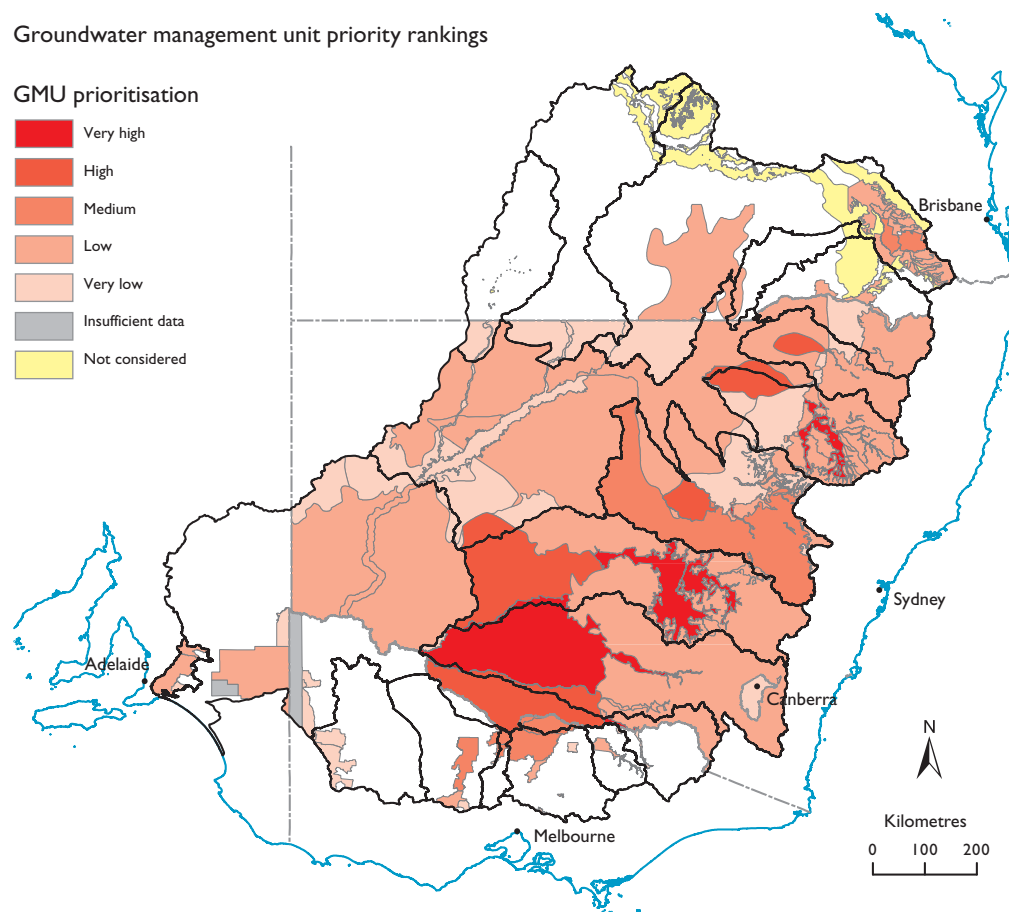 Groundwater management unit priority rankings
GMU prioritisation
Very high
High
Medium
Low
Very low
Insufficient data
Not considered
Brisbane
Sydney
Adelaide
Canberra
N
Melbourne
Kilometres
0 100 200